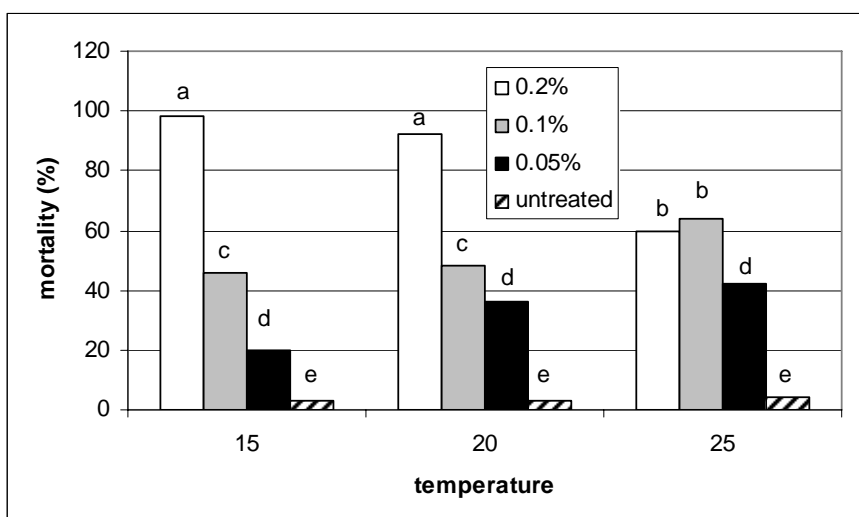 120
100
80
60
40
20
0
mortality (%)
a
c
d
e
a
c
d
e
b
b
d
e
0.2%
0.1%
0.05%
untreated
15 20 25
temperature